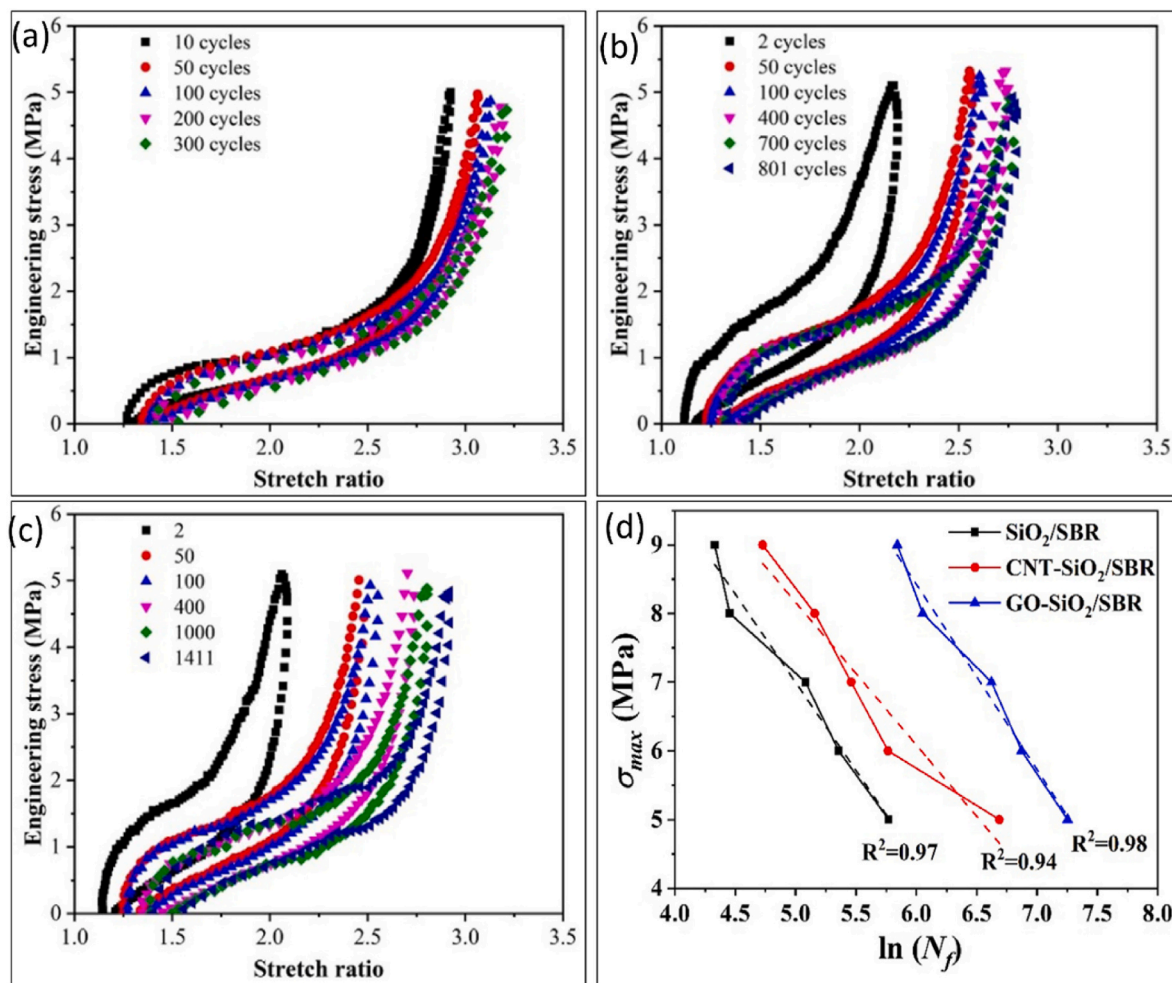 (a)
10 cycles
50 cycles
100 cycles
200 cycles
300 cycles
Engineering stress (MPa)
6
5
4
3
2
1
0
1.0 1.5 2.0 2.5 3.0 3.5
Stretch ratio
(b)
2 cycles
50 cycles
100 cycles
400 cycles
700 cycles
801 cycles
Engineering stress (MPa)
6
5
4
3
2
1
0
1.0 1.5 2.0 2.5 3.0 3.5
Stretch ratio
(c)
2
50
100
400
1000
1411
Engineering stress (MPa)
6
5
4
3
2
1
0
1.0 1.5 2.0 2.5 3.0 3.5
Stretch ratio
(d)
SiO₂/SBR
CNT-SiO₂/SBR
GO-SiO₂/SBR
σmax (MPa)
9
8
7
6
5
4
R²=0.97
R²=0.94
R²=0.98
4.0 4.5 5.0 5.5 6.0 6.5 7.0 7.5 8.0
ln (Nf)